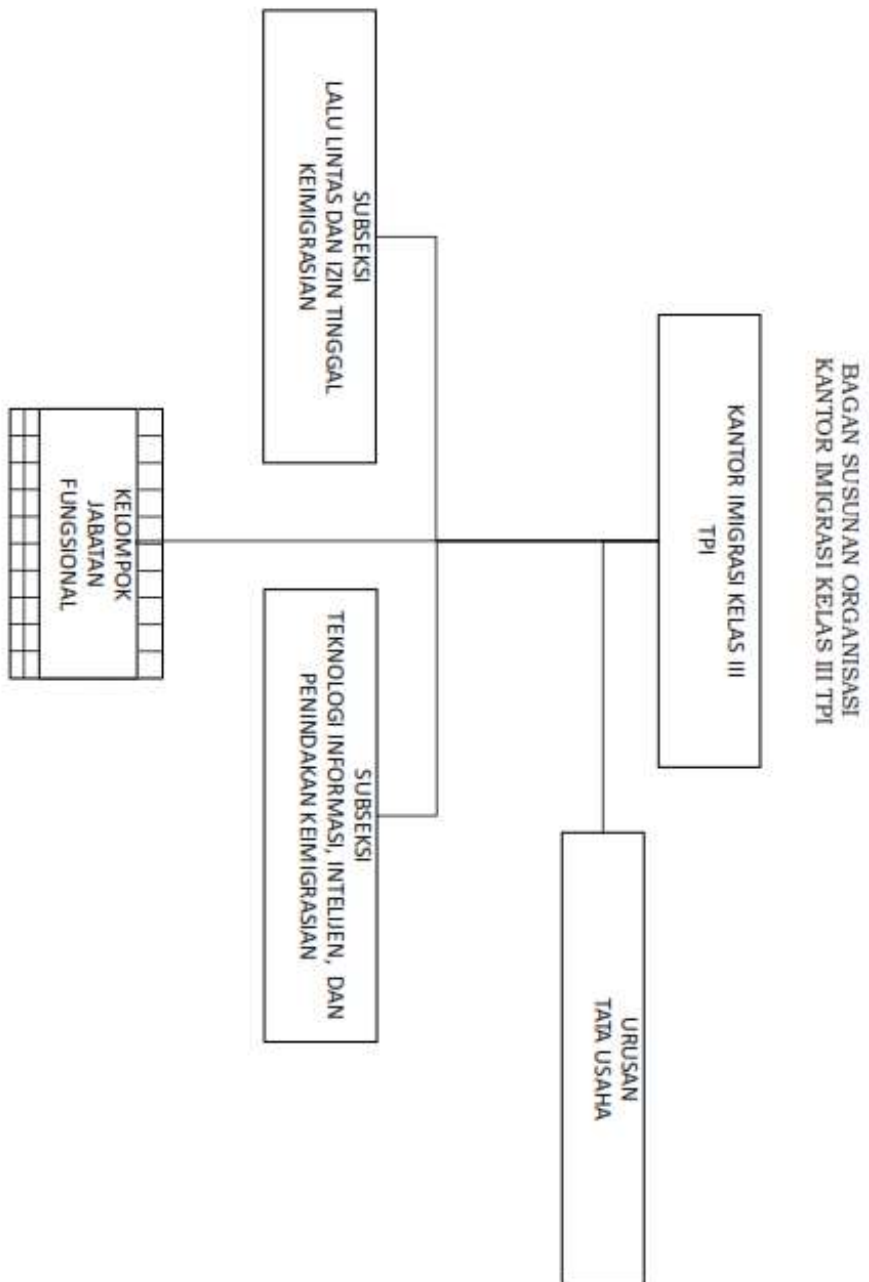 BAGAN SUSUNAN ORGANISASI
KANTOR IMIGRASI KELAS III TPI
KANTOR IMIGRASI KELAS III
TPI
URUSAN
TATA USAHA
SUBSEKSI
LALU LINTAS DAN IZIN TINGGAL
KEIMIGRASIAN
SUBSEKSI
TEKNOLOGI INFORMASI, INTELIJEN, DAN
PENINDAKAN KEIMIGRASIAN
KELOMPOK
JABATAN
FUNGSIONAL